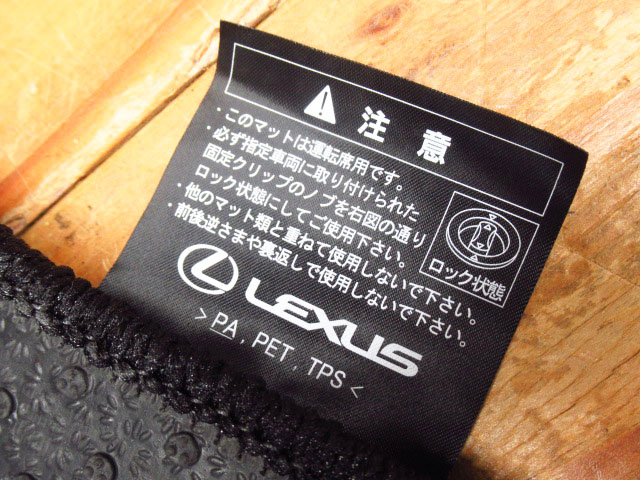 注意
・このマットは運転席用です。
・必ず指定車両に取り付けられた
固定クリップのノブを右図の通り
ロック状態にしてご使用下さい。
・他のマット類と重ねて使用しないで下さい。
・前後逆さまや裏返しで使用しないで下さい。
ロック状態
LEXUS
>PA, PET, TPS<